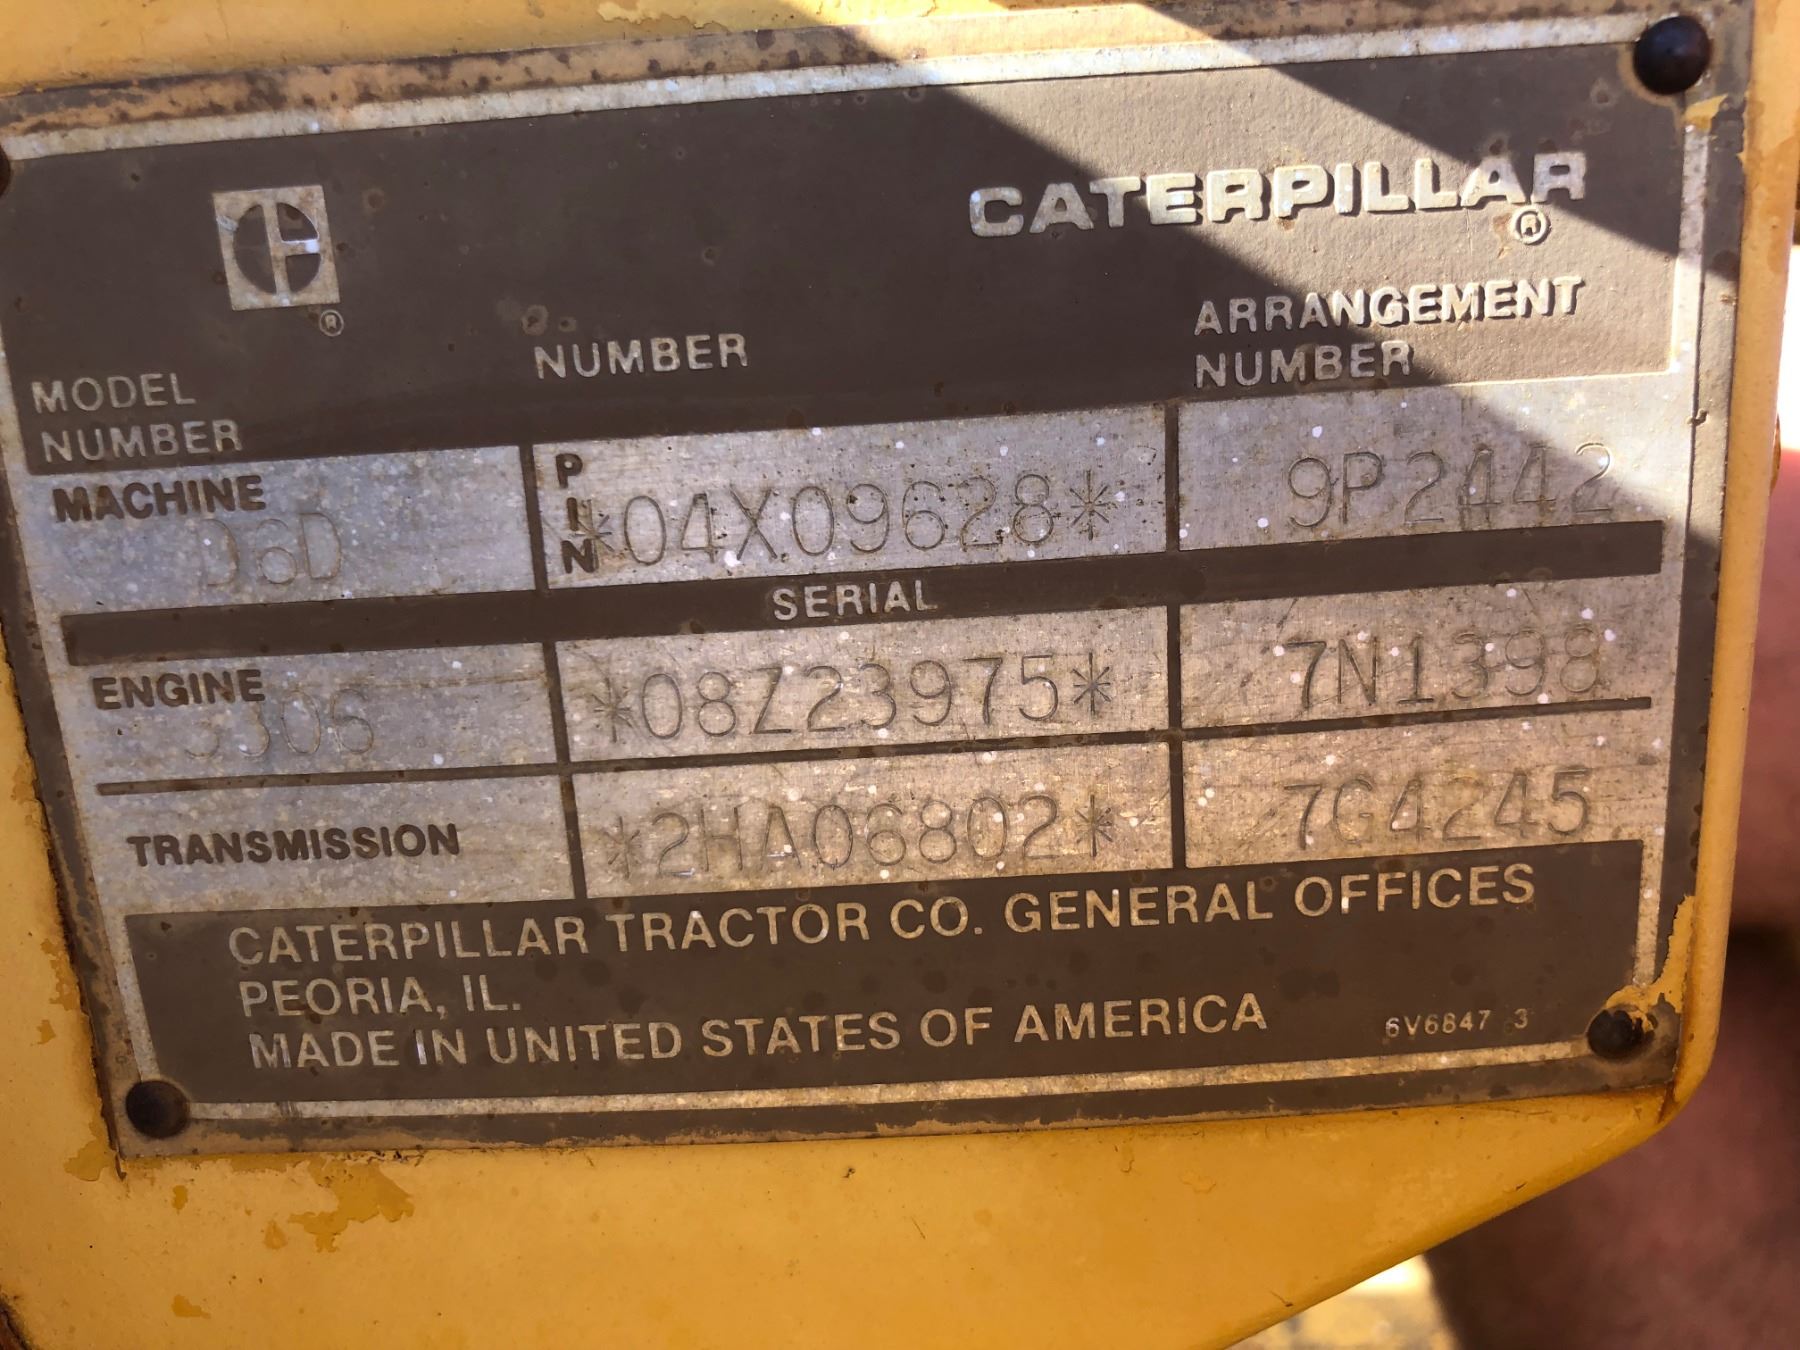 CATERPILLAR
®
®
MODEL
NUMBER
NUMBER
ARRANGEMENT
NUMBER
MACHINE
D6D
PIN
*04X09628*
9P2442
SERIAL
ENGINE
3306
*08Z23975*
7N1398
TRANSMISSION
*2HA06802*
7G4245
CATERPILLAR TRACTOR CO. GENERAL OFFICES
PEORIA, IL.
MADE IN UNITED STATES OF AMERICA
6V6847 3